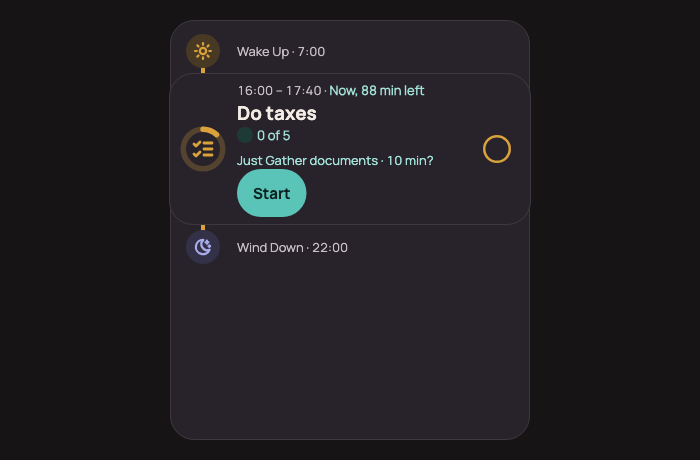 Wake Up · 7:00
16:00 – 17:40 · Now, 88 min left
Do taxes
0 of 5
Just Gather documents · 10 min?
Start
Wind Down · 22:00